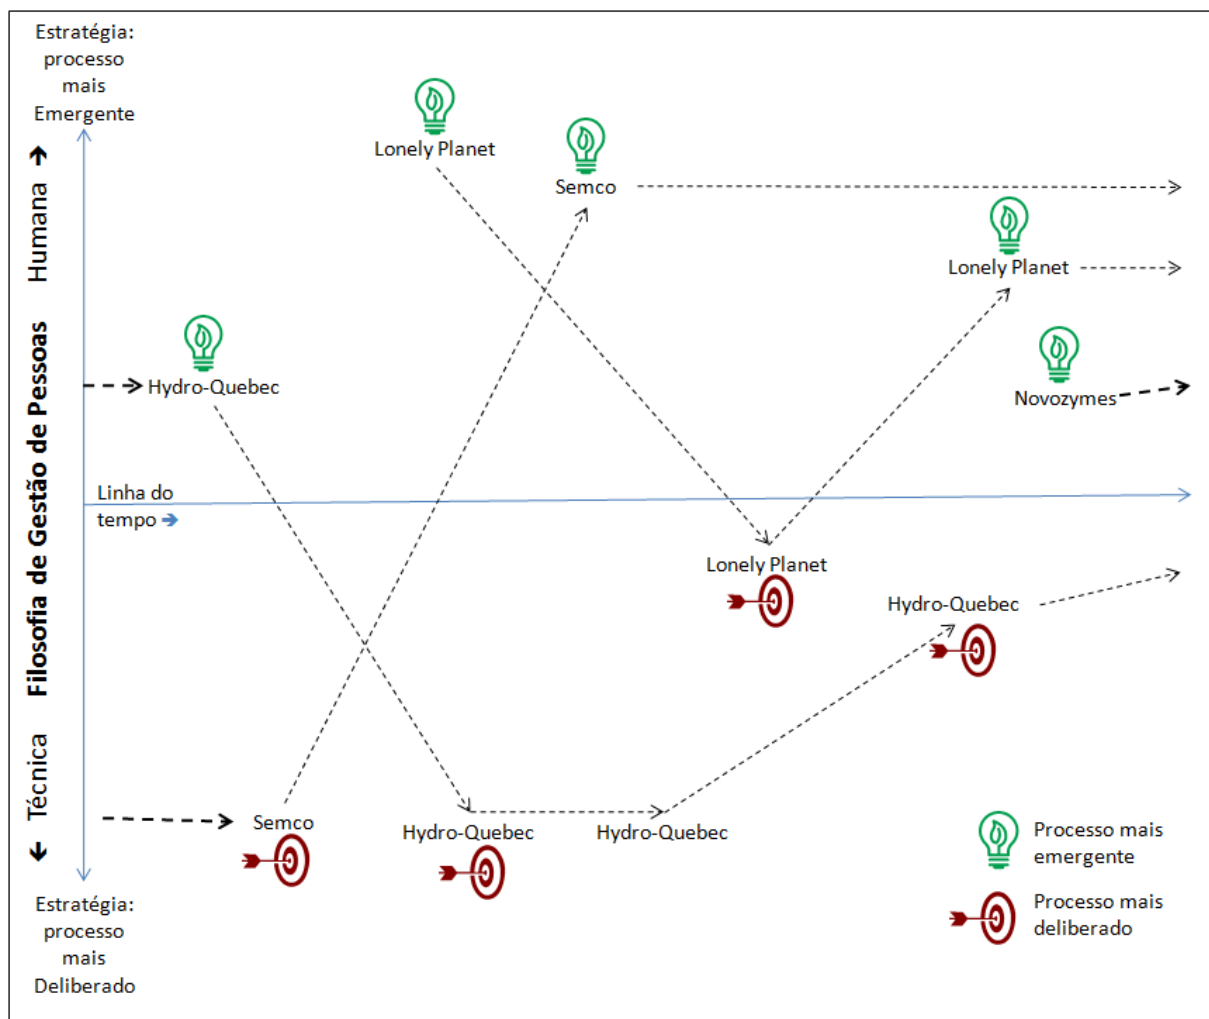 Estratégia:
processo
mais
Emergente
Filosofia de Gestão de Pessoas
← Técnica
Humana →
Lonely Planet
Semco
Lonely Planet
Hydro-Quebec
Novozymes
Linha do
tempo →
Lonely Planet
Hydro-Quebec
Semco
Hydro-Quebec
Hydro-Quebec
Processo mais
emergente
Processo mais
deliberado
Estratégia:
processo
mais
Deliberado